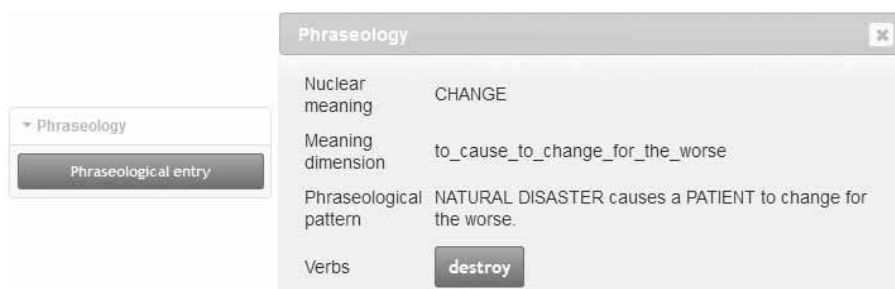 Phraseology
Phraseological entry
Phraseology
Nuclear meaning
CHANGE
Meaning dimension
to_cause_to_change_for_the_worse
Phraseological pattern
NATURAL DISASTER causes a PATIENT to change for
the worse.
Verbs
destroy